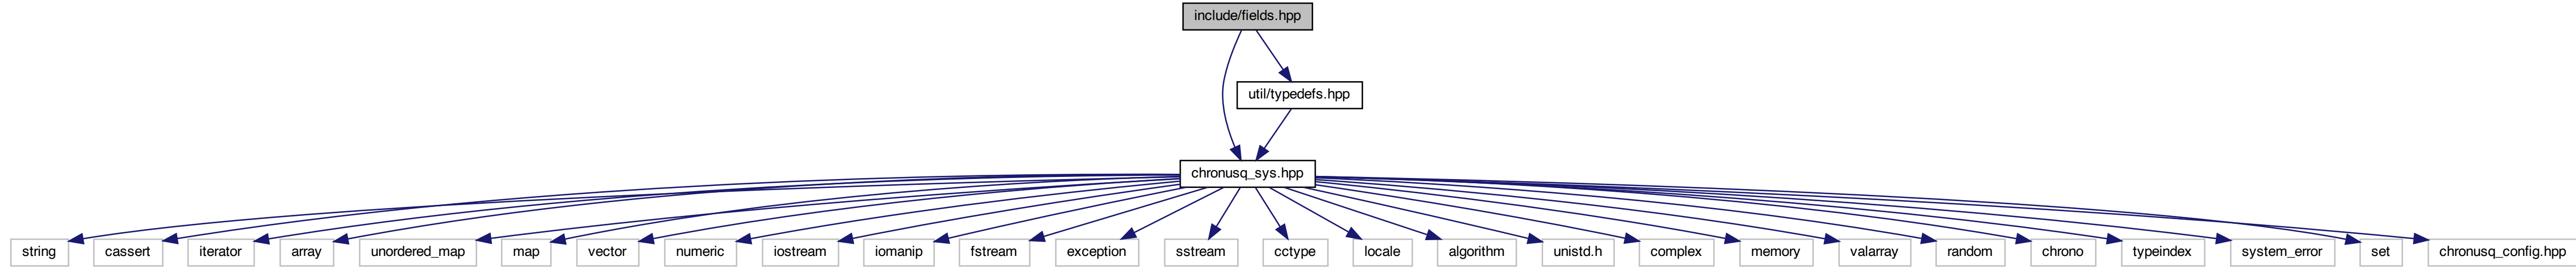 include/fields.hpp
util/typedefs.hpp
chronusq_sys.hpp
string
cassert
iterator
array
unordered_map
map
vector
numeric
iostream
iomanip
fstream
exception
sstream
cctype
locale
algorithm
unistd.h
complex
memory
valarray
random
chrono
typeindex
system_error
set
chronusq_config.hpp